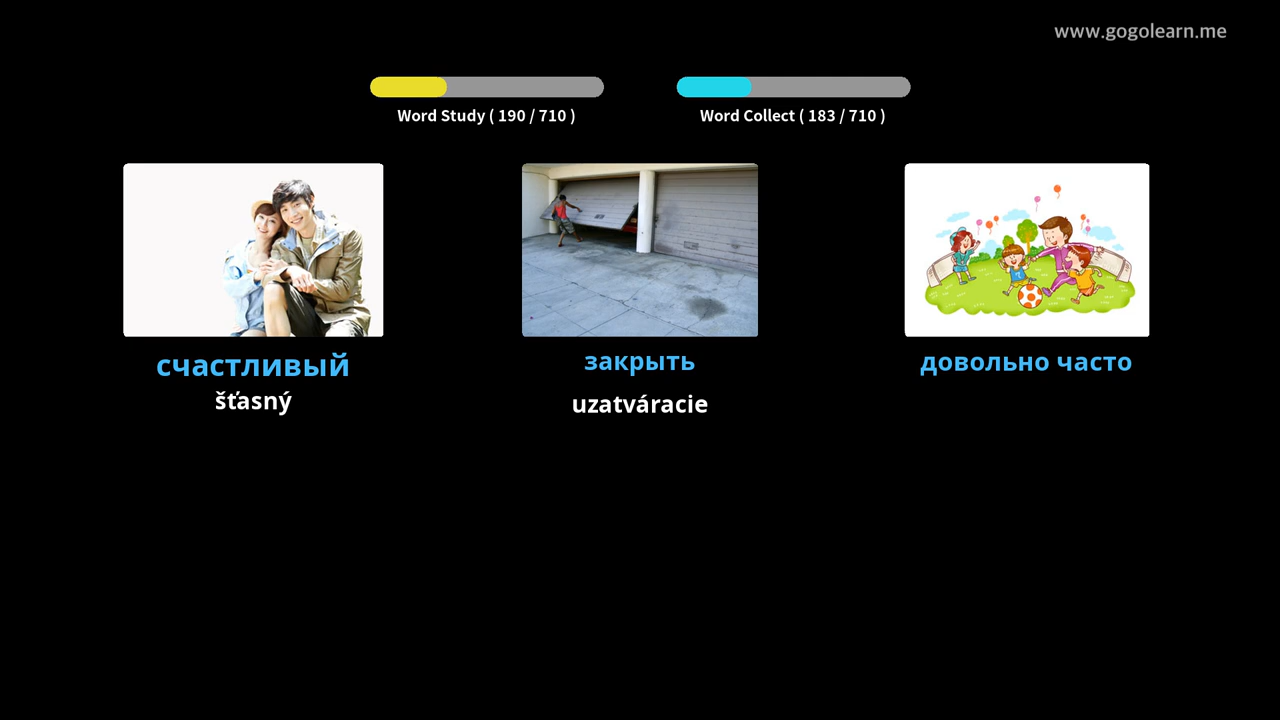 www.gogolearn.me
Word Study ( 190 / 710 )
Word Collect ( 183 / 710 )
счастливый
šťasný
закрыть
uzatváracie
довольно часто